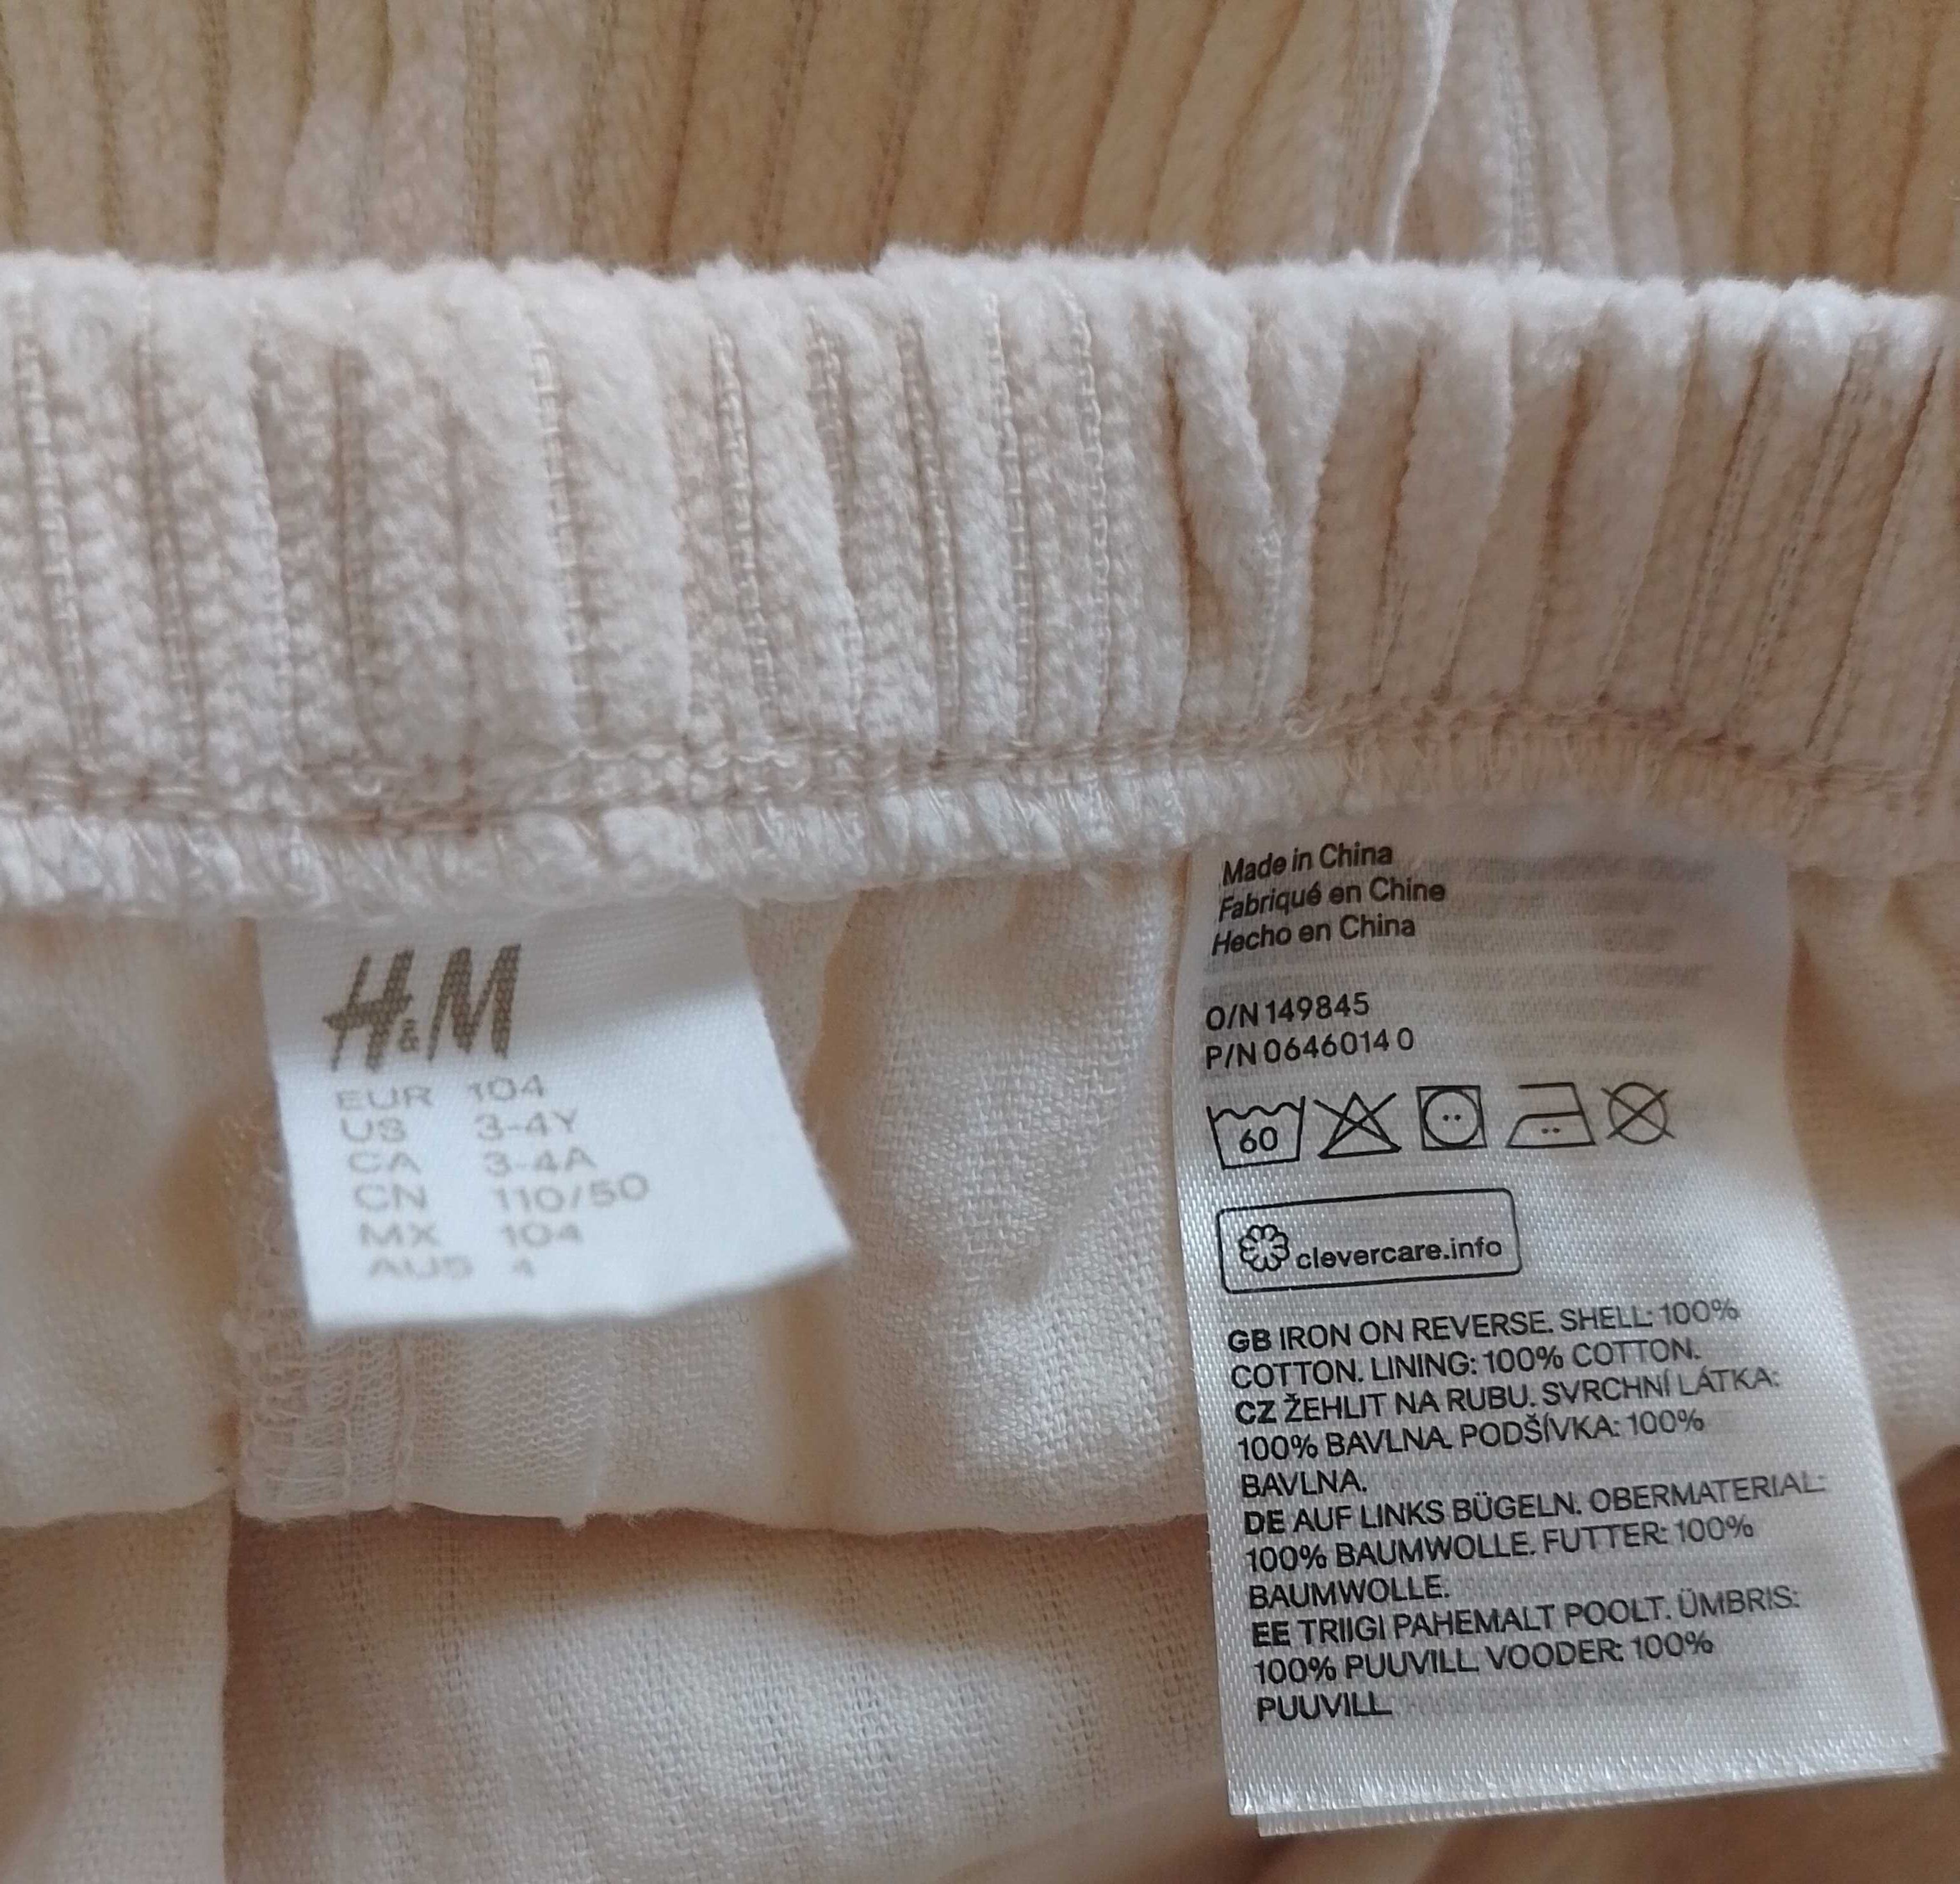 H&M
EUR 104
US 3-4Y
CA 3-4A
CN 110/50
MX 104
AUS 4
Made in China
Fabriqué en Chine
Hecho en China
O/N 149845
P/N 0646014 0
60
clevercare.info
GB IRON ON REVERSE. SHELL: 100%
COTTON. LINING: 100% COTTON.
CZ ŽEHLIT NA RUBU. SVRCHNÍ LÁTKA:
100% BAVLNA. PODŠÍVKA: 100%
BAVLNA.
DE AUF LINKS BÜGELN. OBERMATERIAL:
100% BAUMWOLLE. FUTTER: 100%
BAUMWOLLE.
EE TRIIGI PAHEMALT POOLT. ÜMBRIS:
100% PUUVILL. VOODER: 100%
PUUVILL.